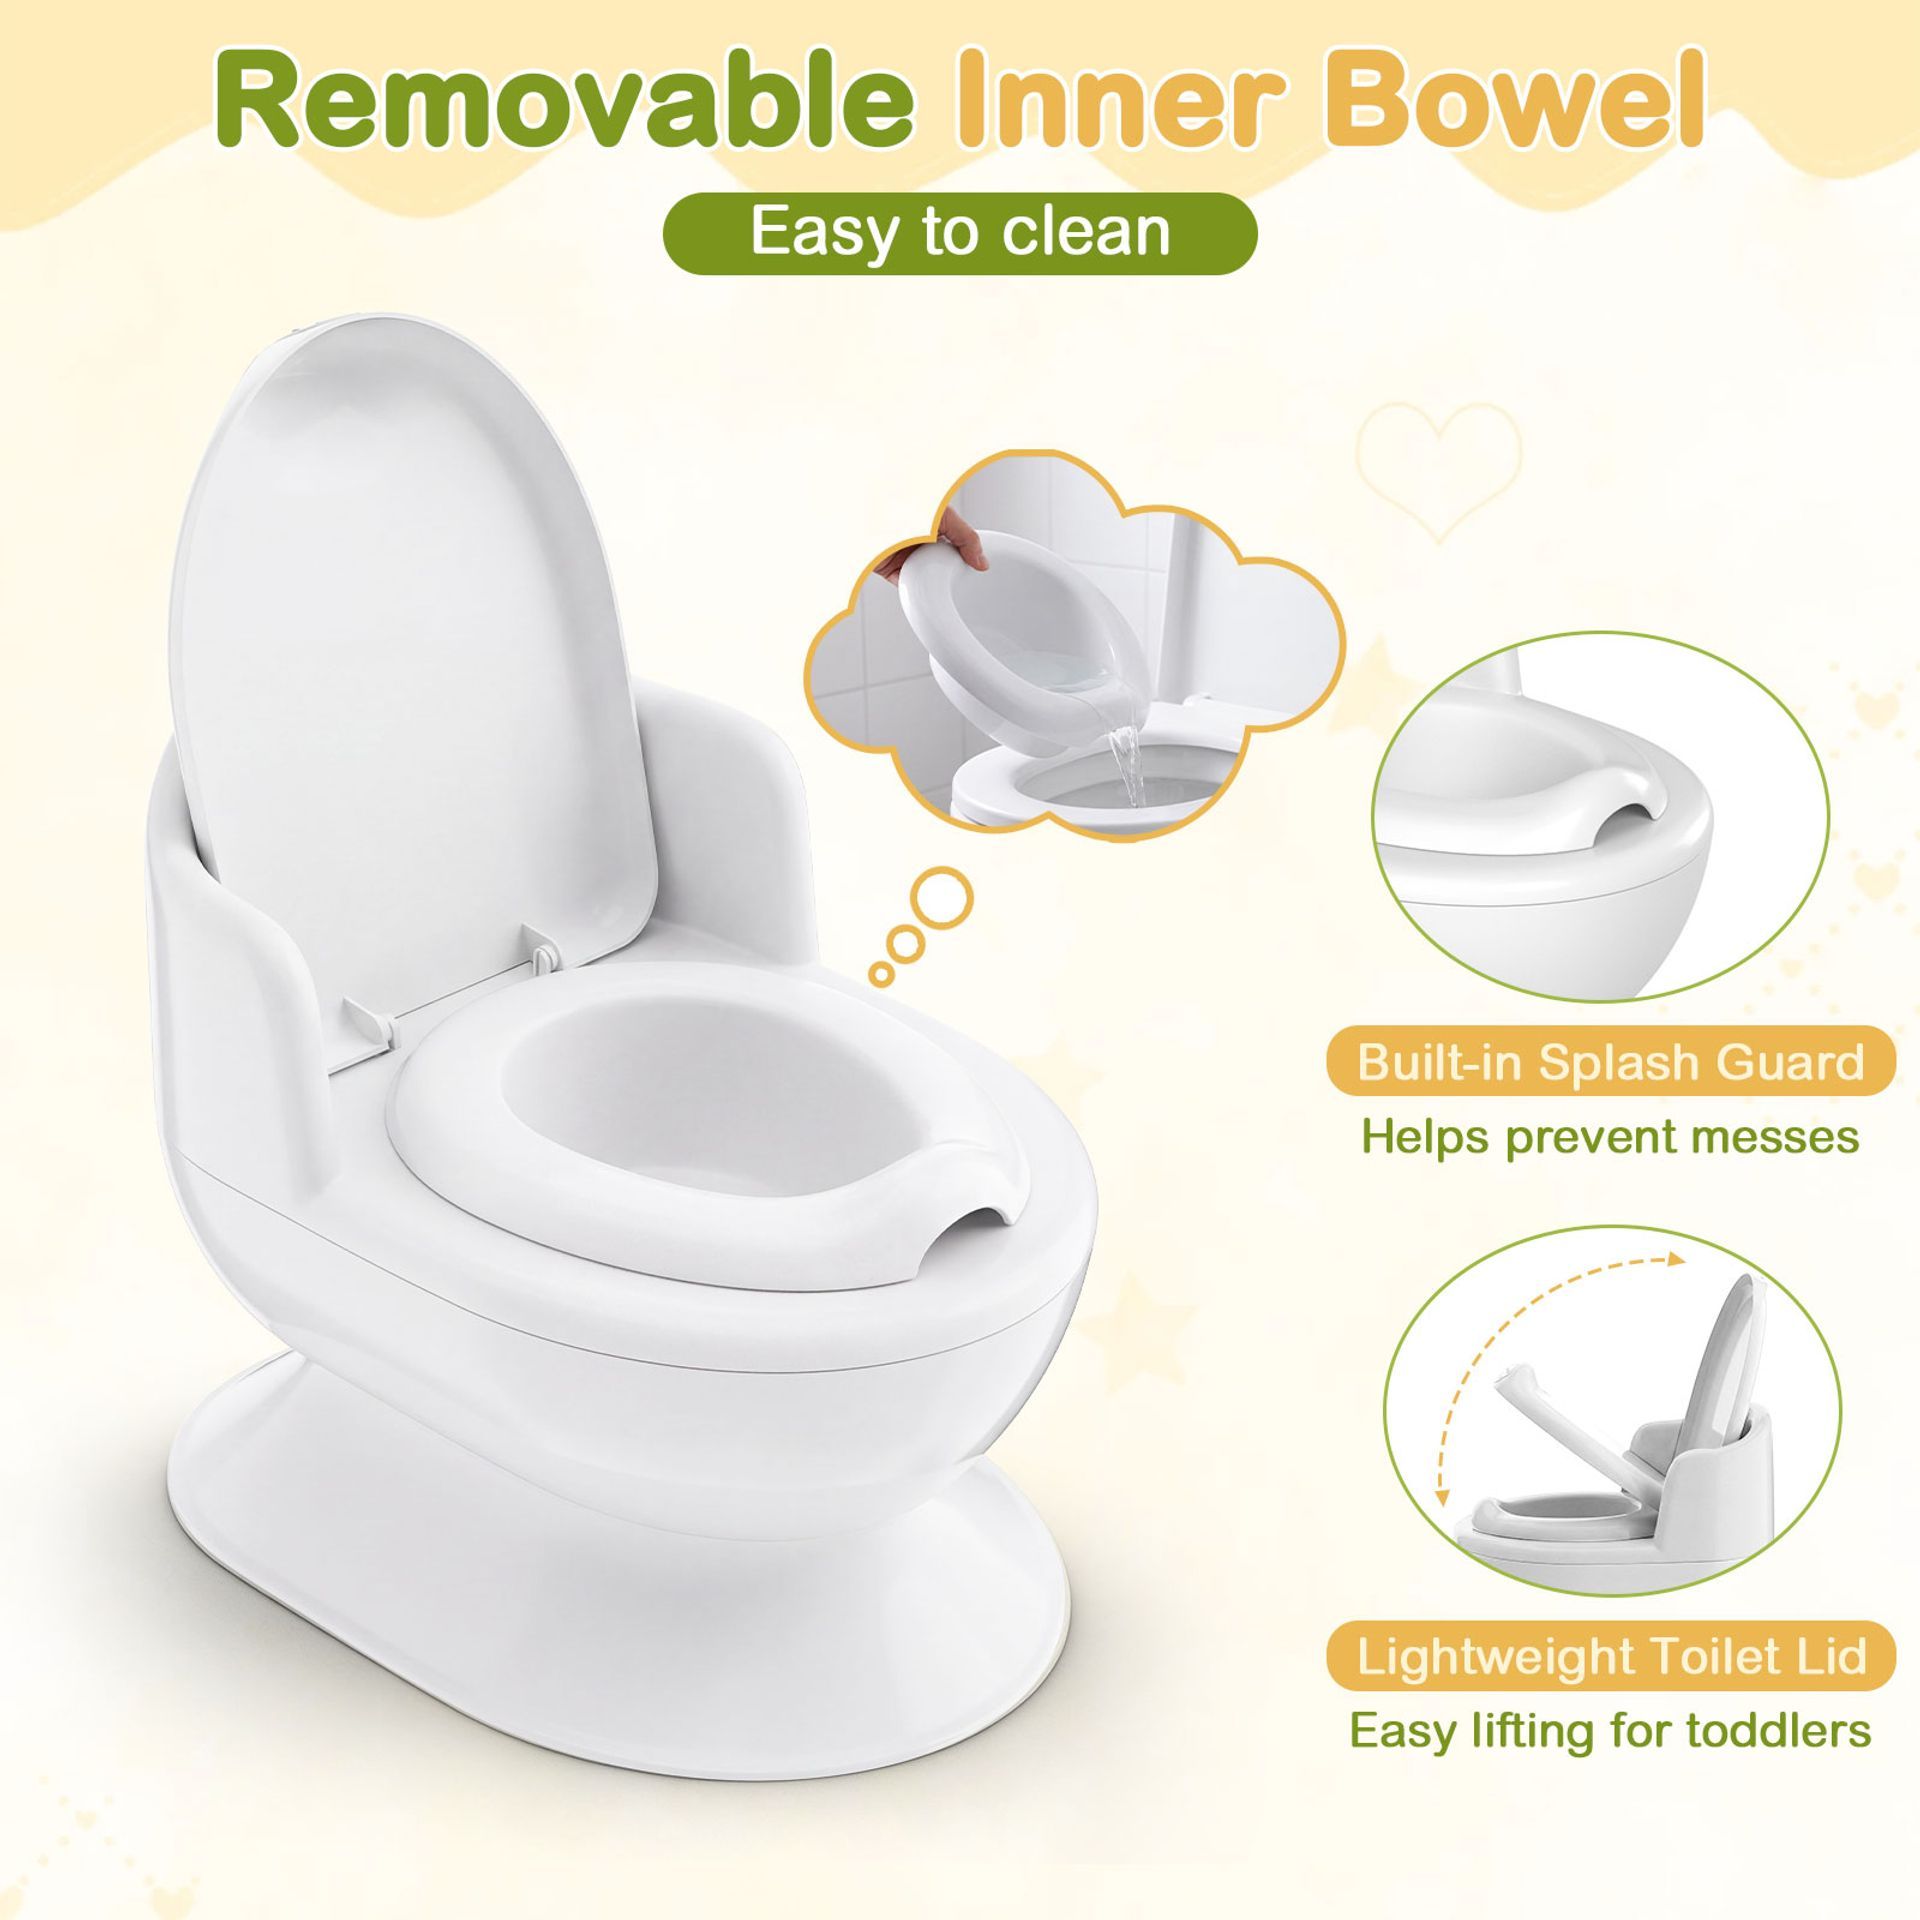 Removable Inner Bowel
Easy to clean
Built-in Splash Guard
Helps prevent messes
Lightweight Toilet Lid
Easy lifting for toddlers